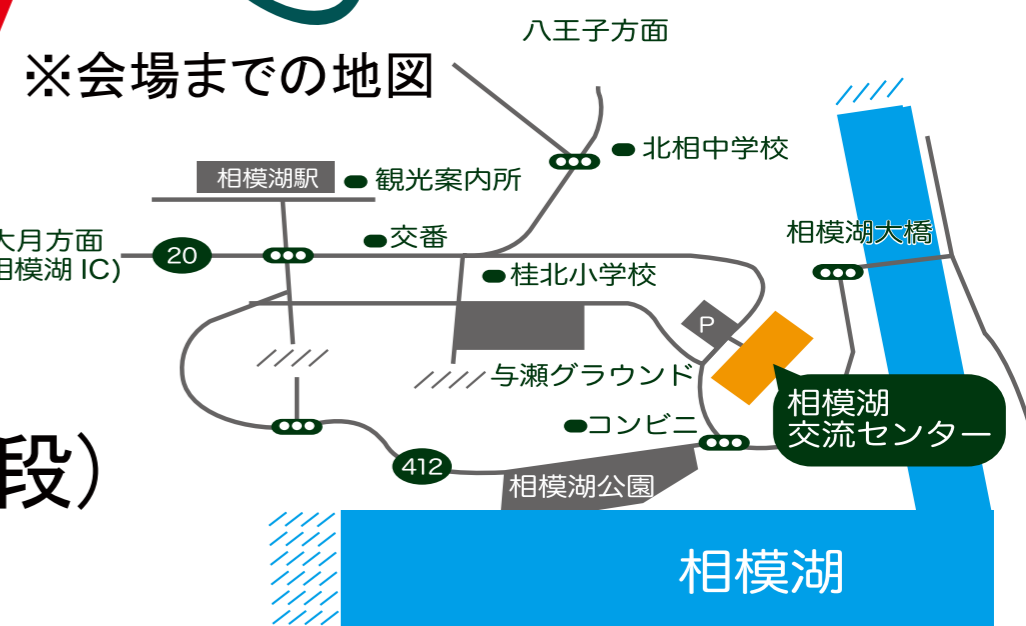 八王子方面
※会場までの地図
北相中学校
相模湖駅
観光案内所
交番
大月方面
相模湖 IC)
20
相模湖大橋
桂北小学校
P
与瀬グラウンド
相模湖
交流センター
コンビニ
412
段）
相模湖公園
相模湖